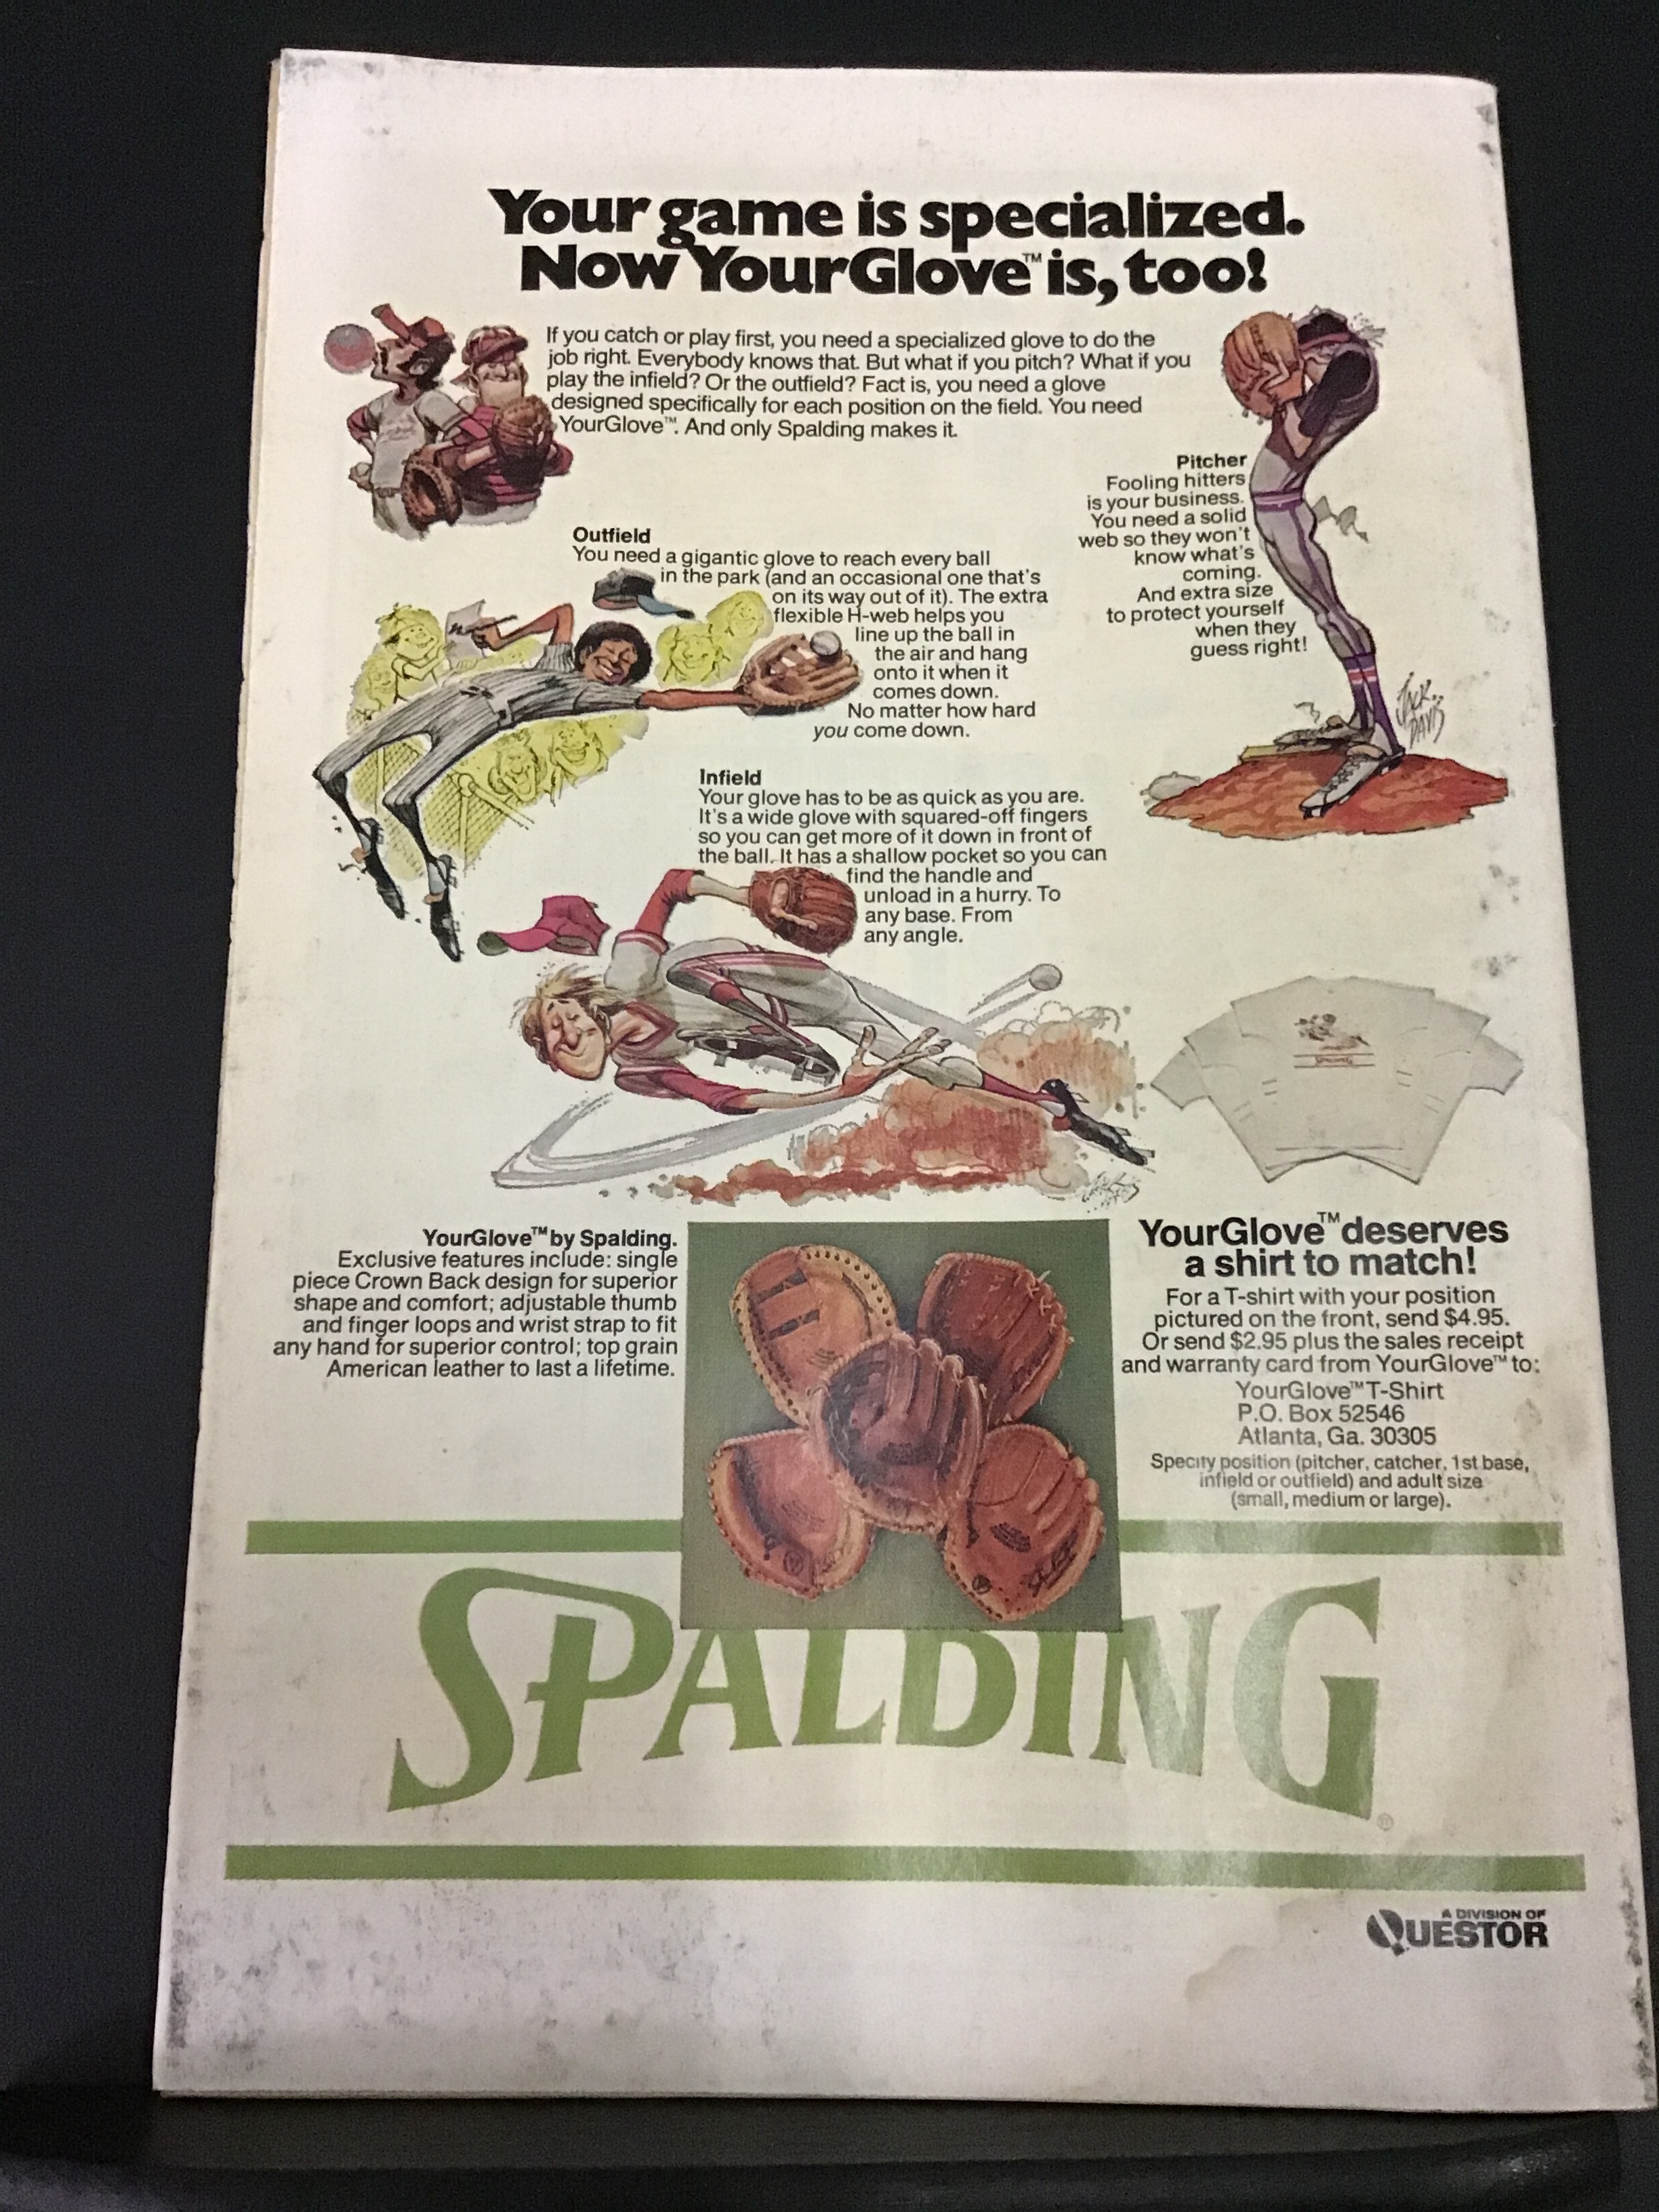 Your game is specialized.
Now YourGlove™ is, too!
If you catch or play first, you need a specialized glove to do the
job right. Everybody knows that. But what if you pitch? What if you
play the infield? Or the outfield? Fact is, you need a glove
designed specifically for each position on the field. You need
YourGlove™. And only Spalding makes it.
Pitcher
Fooling hitters
is your business.
You need a solid
web so they won't
know what's
coming.
And extra size
to protect yourself
when they
guess right!
JACK
DAVIS
Outfield
You need a gigantic glove to reach every ball
in the park (and an occasional one that's
on its way out of it). The extra
flexible H-web helps you
line up the ball in
the air and hang
onto it when it
comes down.
No matter how hard
you come down.
Infield
Your glove has to be as quick as you are.
It's a wide glove with squared-off fingers
so you can get more of it down in front of
the ball. It has a shallow pocket so you can
find the handle and
unload in a hurry. To
any base. From
any angle.
SPALDING
YourGlove™ by Spalding.
Exclusive features include: single
piece Crown Back design for superior
shape and comfort; adjustable thumb
and finger loops and wrist strap to fit
any hand for superior control; top grain
American leather to last a lifetime.
YourGlove™ deserves
a shirt to match!
For a T-shirt with your position
pictured on the front, send $4.95.
Or send $2.95 plus the sales receipt
and warranty card from YourGlove™ to:
YourGlove™ T-Shirt
P.O. Box 52546
Atlanta, Ga. 30305
Specify position (pitcher, catcher, 1st base,
infield or outfield) and adult size
(small, medium or large).
SPALDING®
A DIVISION OF
QUESTOR